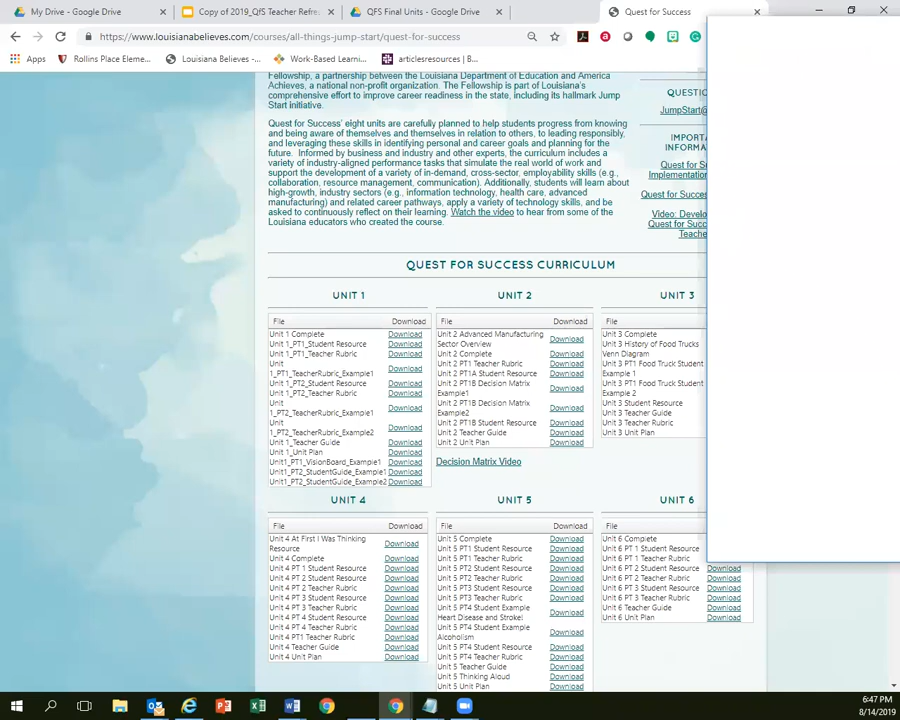 My Drive - Google Drive
Copy of 2019_QfS Teacher Refre
QFS Final Units - Google Drive
Quest for Success
https://www.louisianabelieves.com/courses/all-things-jump-start/quest-for-success
Apps
Rollins Place Eleme...
Louisiana Believes -...
Work-Based Learni...
articlesresources | B...
Fellowship, a partnership between the Louisiana Department of Education and America
Achieves, a national non-profit organization. The Fellowship is part of Louisiana's
comprehensive effort to improve career readiness in the state, including its hallmark Jump
Start initiative.
Quest for Success' eight units are carefully planned to help students progress from knowing
and being aware of themselves and themselves in relation to others, to leading responsibly,
and leveraging these skills in identifying personal and career goals and planning for the
future. Informed by business and industry and other experts, the curriculum includes a
variety of industry-aligned performance tasks that simulate the real world of work and
support the development of a variety of in-demand, cross-sector, employability skills (e.g.,
collaboration, resource management, communication). Additionally, students will learn about
high-growth, industry sectors (e.g., information technology, health care, advanced
manufacturing) and related career pathways, apply a variety of technology skills, and be
asked to continuously reflect on their learning. Watch the video to hear from some of the
Louisiana educators who created the course.
QUESTIC
JumpStart@
IMPORTA
INFORMA
Quest for S
Implementation
Quest for Succes
Video: Develo
Quest for Succ
Teache
QUEST FOR SUCCESS CURRICULUM
UNIT 1
File Download
Unit 1 Complete Download
Unit 1_PT1_Student Resource Download
Unit 1_PT1_Teacher Rubric Download
Unit
1_PT1_TeacherRubric_Example1 Download
Unit 1_PT2_Student Resource Download
Unit 1_PT2_Teacher Rubric Download
Unit
1_PT2_TeacherRubric_Example1 Download
Unit
1_PT2_TeacherRubric_Example2 Download
Unit 1_Teacher Guide Download
Unit 1_Unit Plan Download
Unit1_PT1_VisionBoard_Example1 Download
Unit1_PT2_StudentGuide_Example1 Download
Unit1_PT2_StudentGuide_Example2 Download
UNIT 2
File Download
Unit 2 Advanced Manufacturing
Sector Overview Download
Unit 2 Complete Download
Unit 2 PT1 Teacher Rubric Download
Unit 2 PT1A Student Resource Download
Unit 2 PT1B Decision Matrix
Example1 Download
Unit 2 PT1B Decision Matrix
Example2 Download
Unit 2 PT1B Student Resource Download
Unit 2 Teacher Guide Download
Unit 2 Unit Plan Download
Decision Matrix Video
UNIT 3
File
Unit 3 Complete
Unit 3 History of Food Trucks
Venn Diagram
Unit 3 PT1 Food Truck Student
Example 1
Unit 3 PT1 Food Truck Student
Example 2
Unit 3 Student Resource
Unit 3 Teacher Guide
Unit 3 Unit Plan
UNIT 4
File Download
Unit 4 At First I Was Thinking
Resource Download
Unit 4 Complete Download
Unit 4 PT 1 Student Resource Download
Unit 4 PT 2 Student Resource Download
Unit 4 PT 2 Teacher Rubric Download
Unit 4 PT 3 Student Resource Download
Unit 4 PT 3 Teacher Rubric Download
Unit 4 PT 4 Student Resource Download
Unit 4 PT 4 Teacher Rubric Download
Unit 4 PT1 Teacher Rubric Download
Unit 4 Teacher Guide Download
Unit 4 Unit Plan Download
UNIT 5
File Download
Unit 5 Complete Download
Unit 5 PT1 Student Resource Download
Unit 5 PT1 Teacher Rubric Download
Unit 5 PT2 Student Resource Download
Unit 5 PT2 Teacher Rubric Download
Unit 5 PT3 Student Resource Download
Unit 5 PT3 Teacher Rubric Download
Unit 5 PT4 Student Example
Heart Disease and Strokel Download
Unit 5 PT4 Student Example
Alcoholism Download
Unit 5 PT4 Student Resource Download
Unit 5 PT4 Teacher Rubric Download
Unit 5 Teacher Guide Download
Unit 5 Thinking Aloud Download
Unit 5 Unit Plan Download
UNIT 6
File
Unit 6 Complete
Unit 6 PT 1 Student Resource
Unit 6 PT 1 Teacher Rubric
Unit 6 PT 2 Student Resource Download
Unit 6 PT 2 Teacher Rubric Download
Unit 6 PT 3 Student Resource Download
Unit 6 PT 3 Teacher Rubric Download
Unit 6 Teacher Guide Download
Unit 6 Unit Plan Download
6:47 PM
8/14/2019